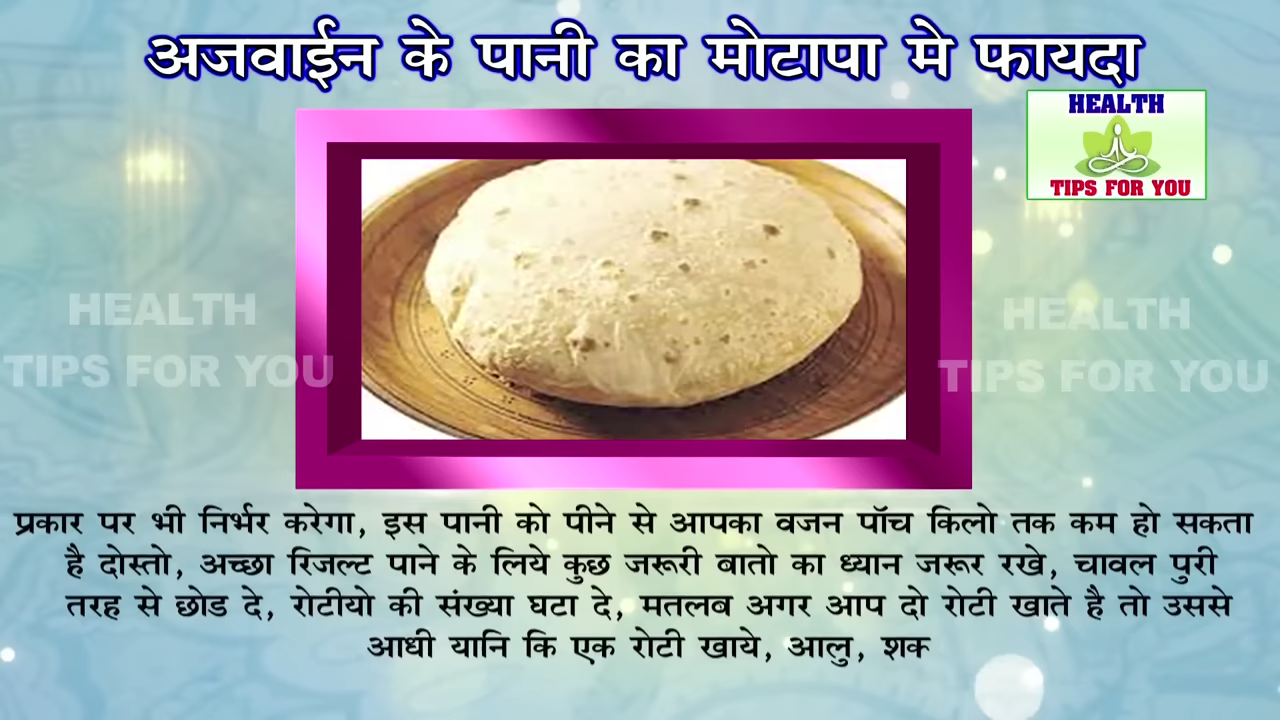 अजवाईन के पानी का मोटापा मे फायदा
HEALTH
TIPS FOR YOU
HEALTH
TIPS FOR YOU
HEALTH
TIPS FOR YOU
प्रकार पर भी निर्भर करेगा, इस पानी को पीने से आपका वजन पॉच किलो तक कम हो सकता
है दोस्तो, अच्छा रिजल्ट पाने के लिये कुछ जरूरी बातो का ध्यान जरूर रखे, चावल पुरी
तरह से छोड दे, रोटीयो की संख्या घटा दे, मतलब अगर आप दो रोटी खाते है तो उससे
आधी यानि कि एक रोटी खाये, आलु, शक